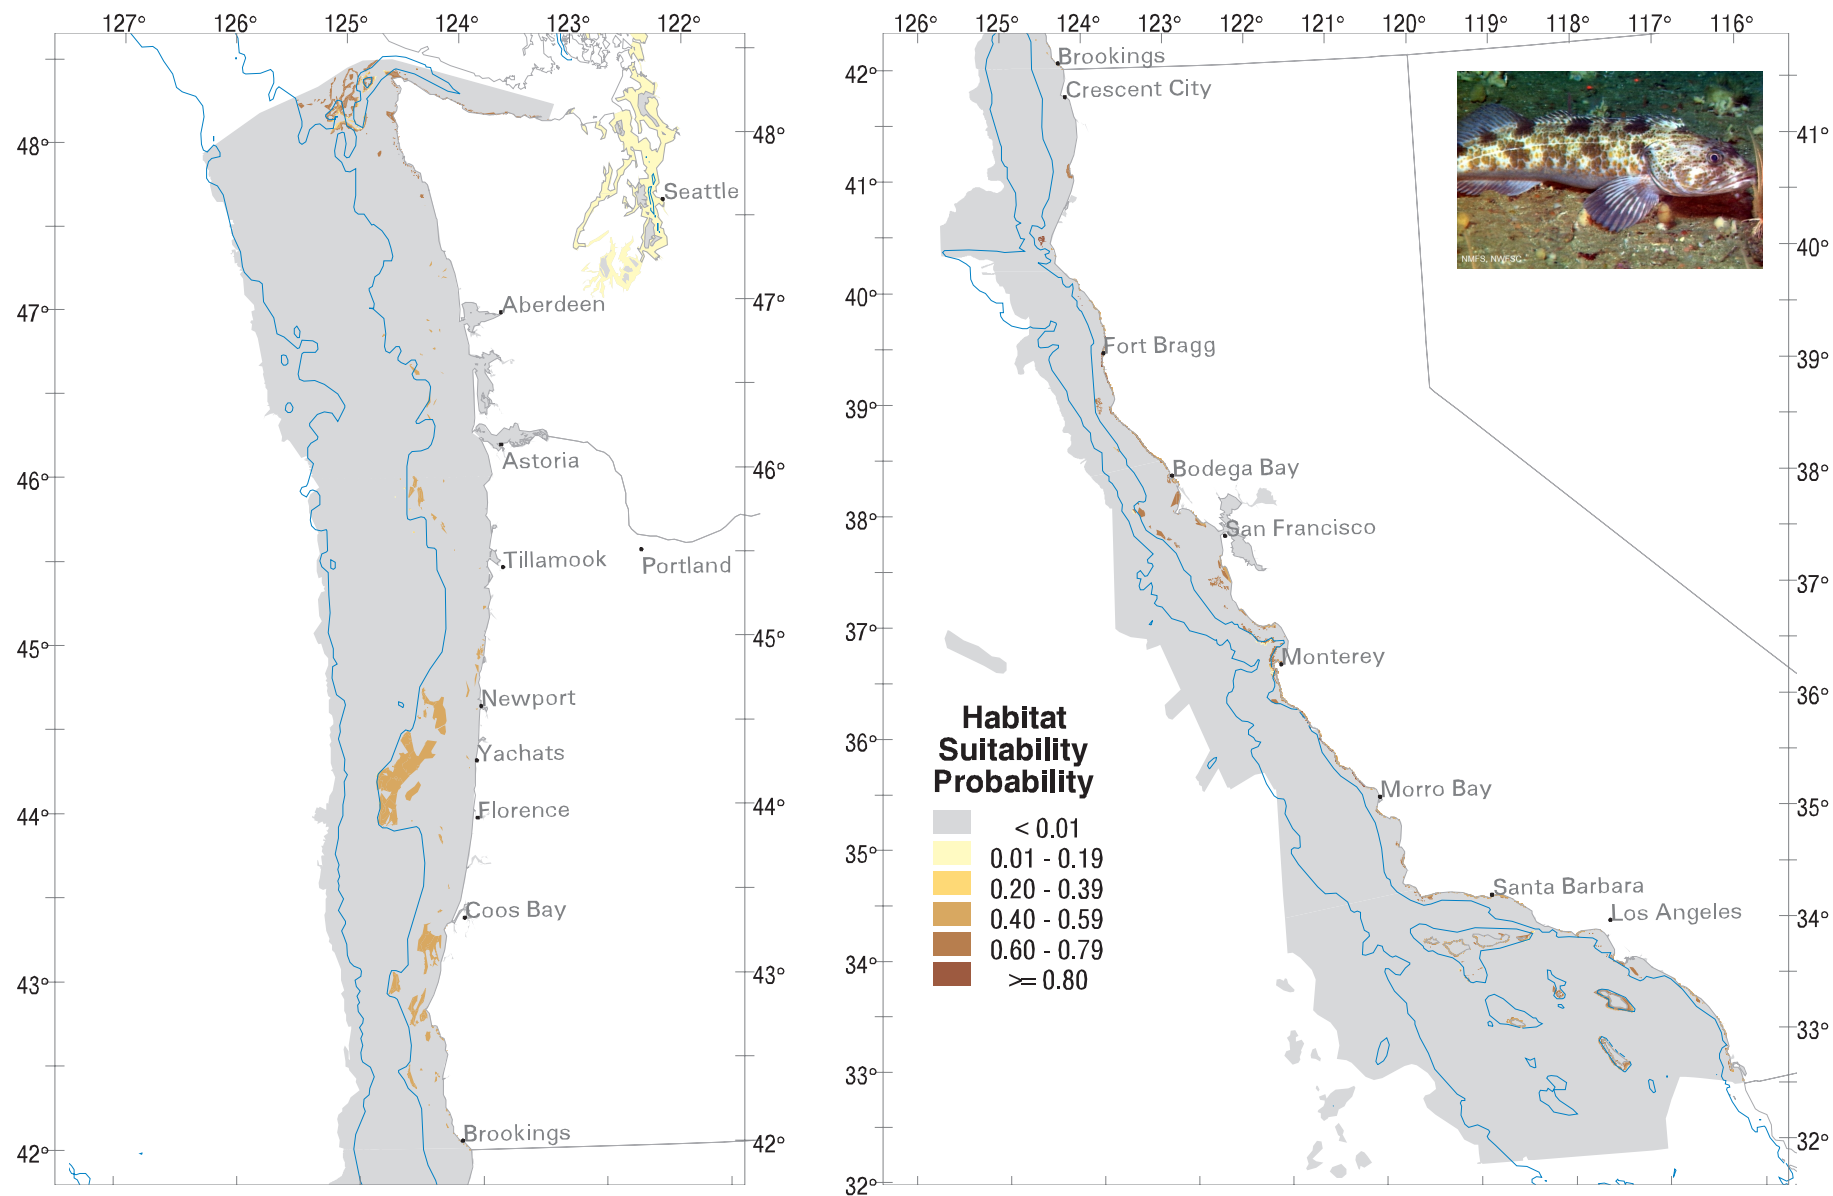 127° 126° 125° 124° 123° 122°
48° 48°
Seattle
47° 47°
Aberdeen
46° 46°
Astoria
Tillamook
Portland
45° 45°
Newport
Yachats
44° 44°
Florence
Coos Bay
43° 43°
Brookings
42° 42°
126° 125° 124° 123° 122° 121° 120° 119° 118° 117° 116°
Brookings
42°
Crescent City
41°
41°
40°
40°
Fort Bragg
39°
39°
Bodega Bay
38°
San Francisco
38°
37°
37°
Monterey
36°
36°
Morro Bay
35°
35°
Santa Barbara
Los Angeles
34°
34°
33°
33°
32°
32°
NMFS, NWFSC
Habitat
Suitability
Probability
< 0.01
0.01 - 0.19
0.20 - 0.39
0.40 - 0.59
0.60 - 0.79
>= 0.80